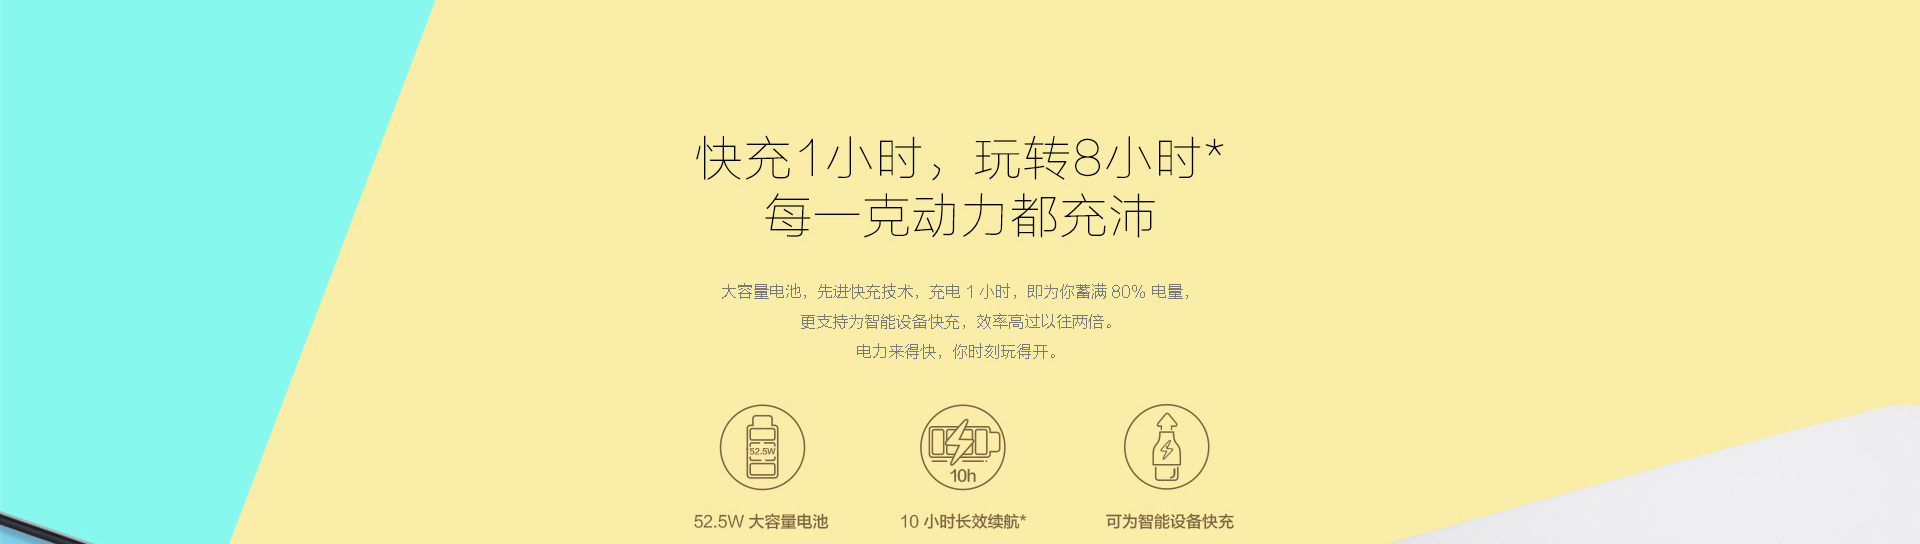 快充1小时，玩转8小时*
每一克动力都充沛
大容量电池，先进快充技术，充电 1 小时，即为你蓄满 80% 电量，
更支持为智能设备快充，效率高过以往两倍。
电力来得快，你时刻玩得开。
52.5W
10h
52.5W 大容量电池
10 小时长效续航*
可为智能设备快充